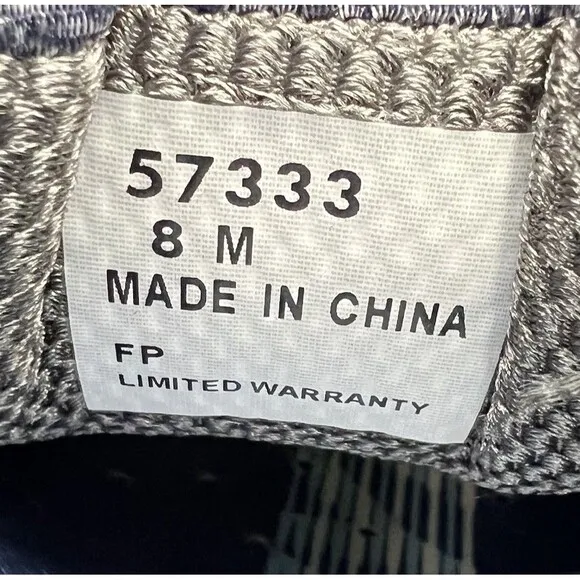 57333
8 M
MADE IN CHINA
FP
LIMITED WARRANTY